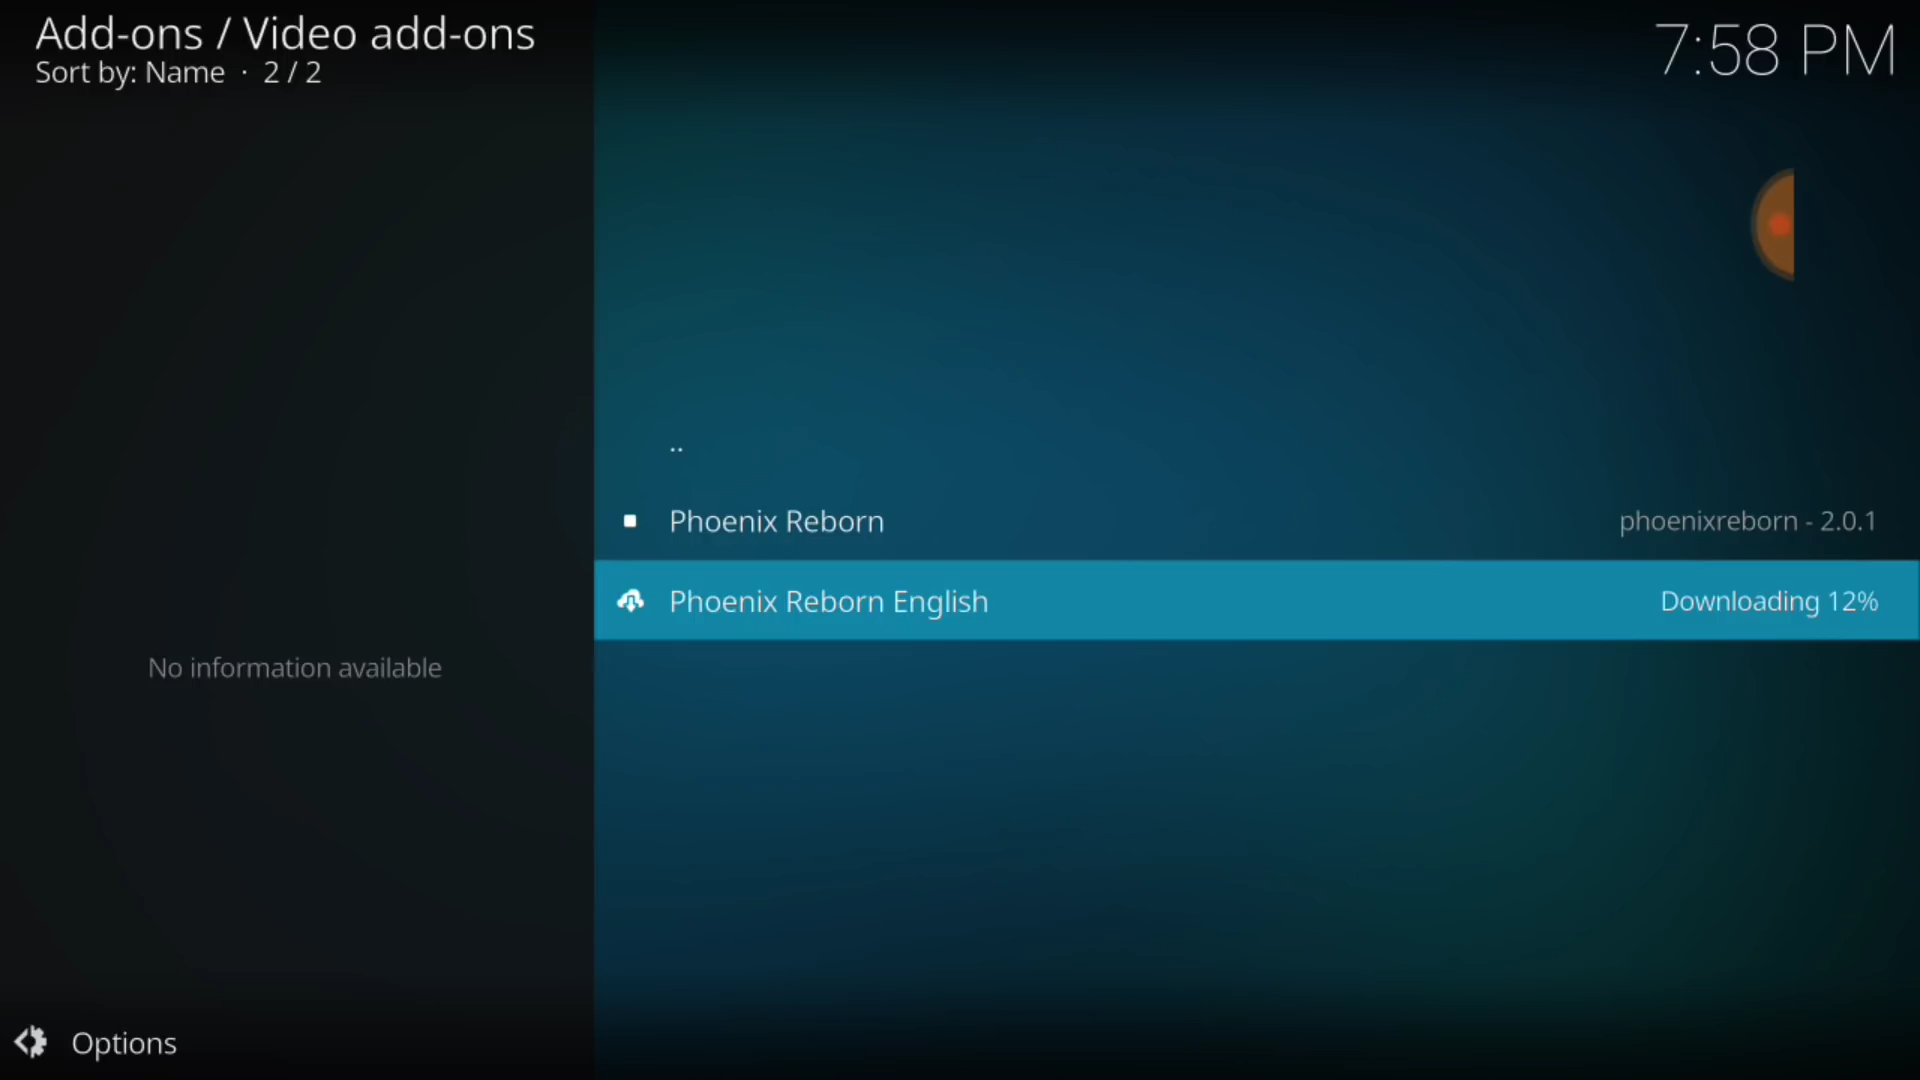 Add-ons / Video add-ons
Sort by: Name · 2 / 2
7:58 PM
..
Phoenix Reborn
phoenixreborn - 2.0.1
Phoenix Reborn English
Downloading 12%
No information available
Options